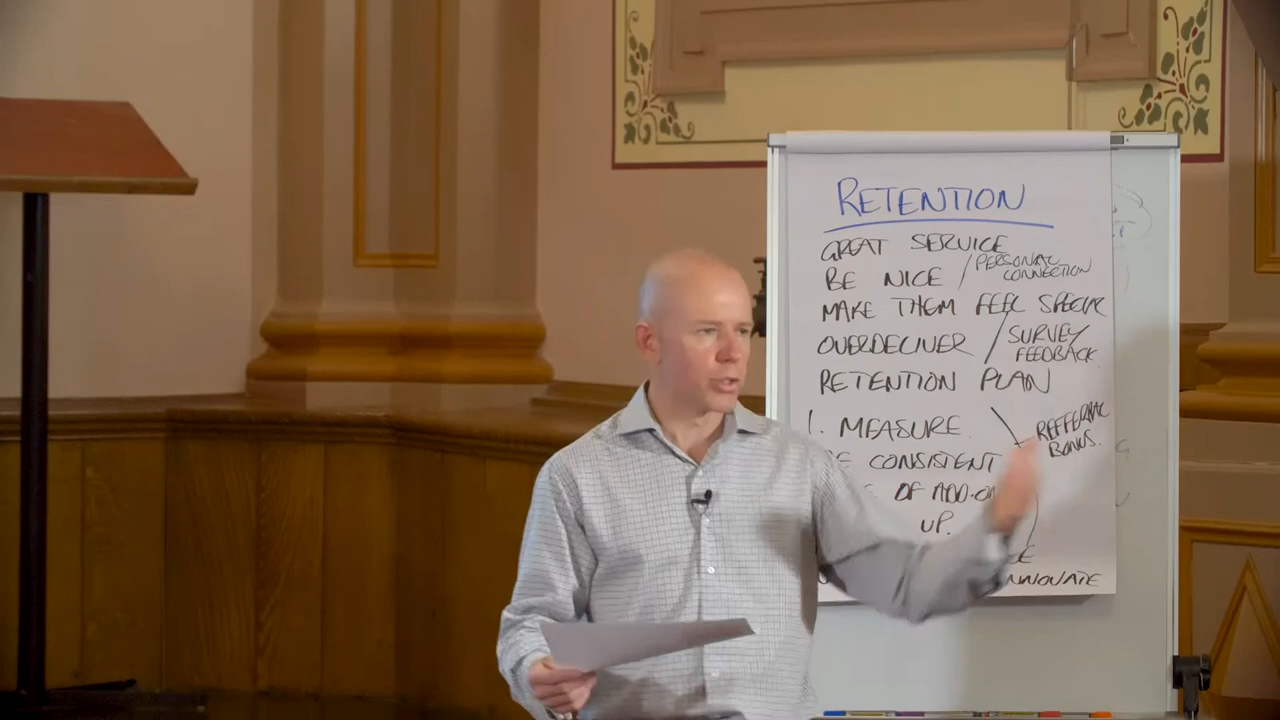 RETENTION
GREAT SERVICE
BE NICE / PERSONAL CONNECTION
MAKE THEM FEEL SPECIAL
OVERDELIVER / SURVEY FEEDBACK
RETENTION PLAN
1. MEASURE
REFERRAL BONUS.
CONSISTENT
OF ADD-ON
UP.
INNOVATE